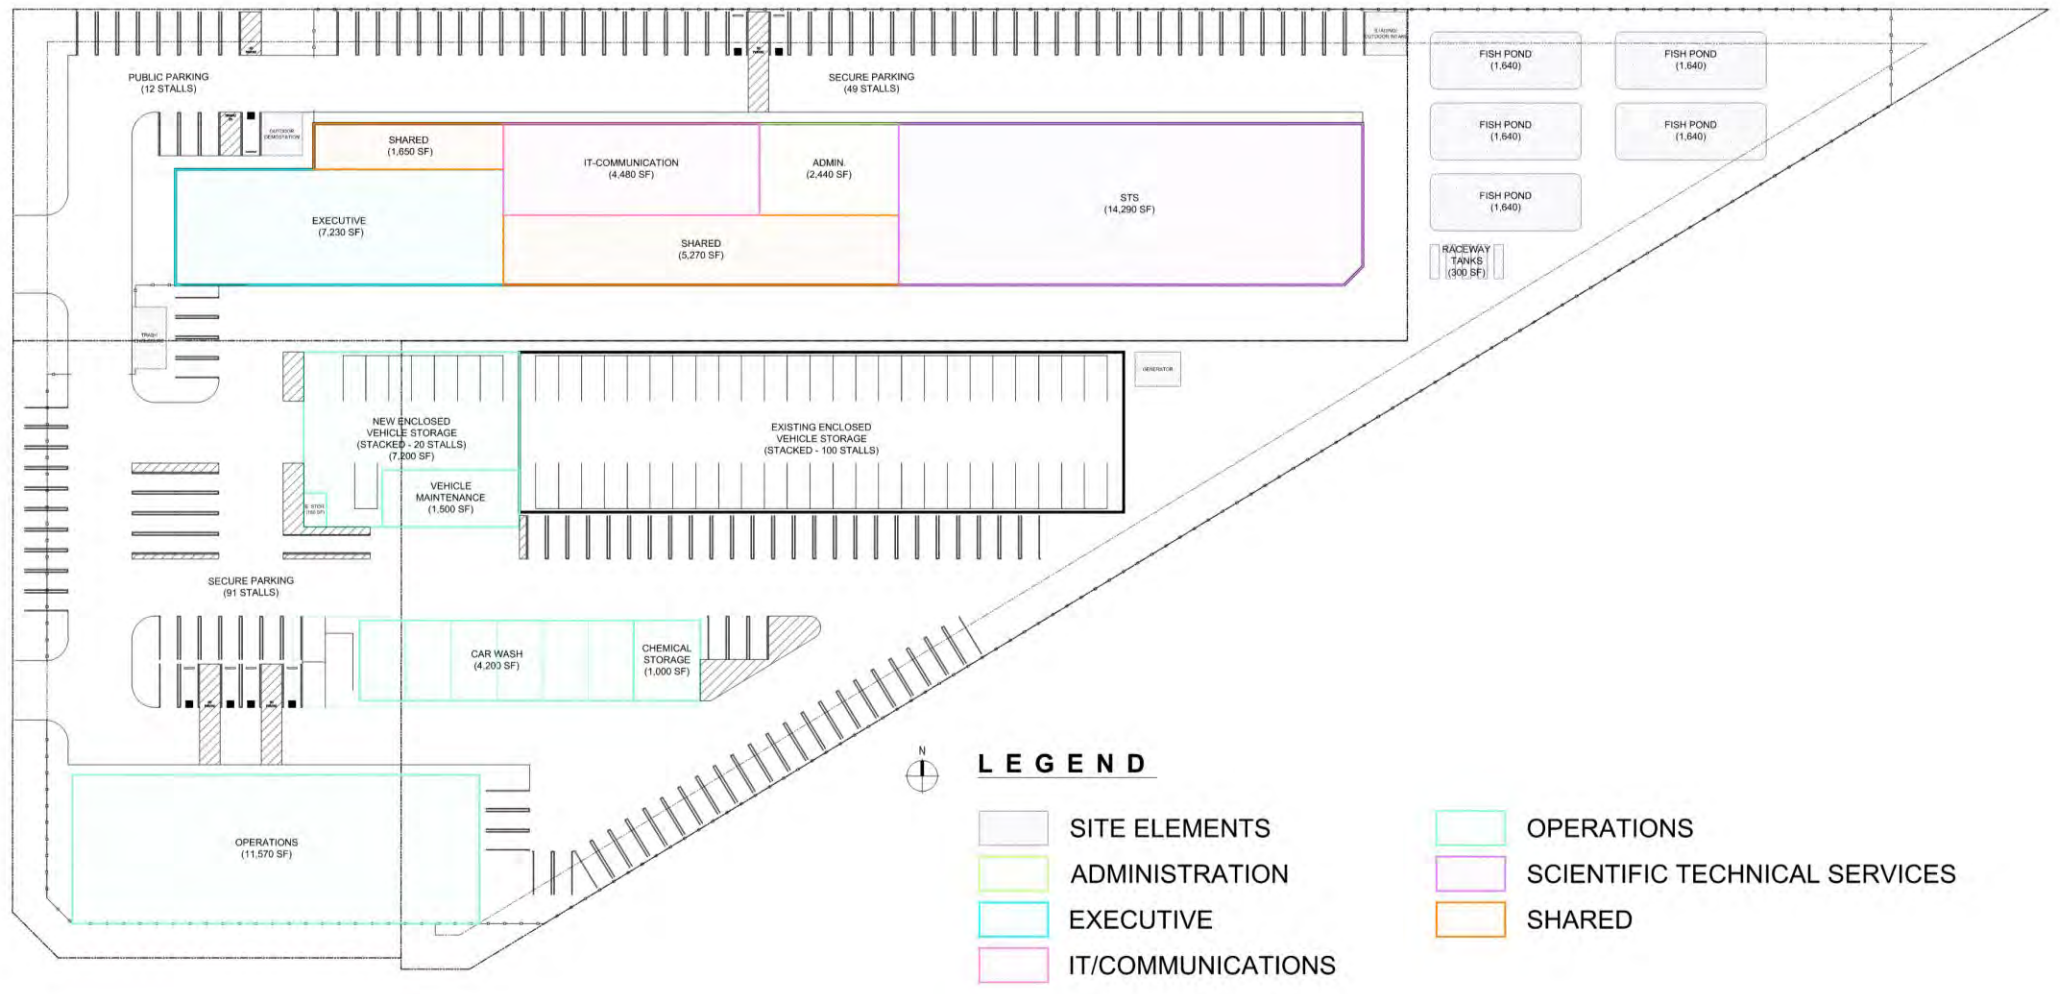 PUBLIC PARKING
(12 STALLS)
SECURE PARKING
(49 STALLS)
FISH POND
(1,640)
FISH POND
(1,640)
FISH POND
(1,640)
FISH POND
(1,640)
FISH POND
(1,640)
RACEWAY
TANKS
(300 SF)
OUTDOOR
SHARED
(1,650 SF)
IT-COMMUNICATION
(4,480 SF)
ADMIN.
(2,440 SF)
STS
(14,290 SF)
EXECUTIVE
(7,230 SF)
SHARED
(5,270 SF)
TRASH
ENCLOSURE
GENERATOR
NEW ENCLOSED
VEHICLE STORAGE
(STACKED - 20 STALLS)
(7,200 SF)
EXISTING ENCLOSED
VEHICLE STORAGE
(STACKED - 100 STALLS)
VEHICLE
MAINTENANCE
(1,500 SF)
SECURE PARKING
(91 STALLS)
CAR WASH
(4,200 SF)
CHEMICAL
STORAGE
(1,000 SF)
OPERATIONS
(11,570 SF)
N
LEGEND
SITE ELEMENTS
ADMINISTRATION
EXECUTIVE
IT/COMMUNICATIONS
OPERATIONS
SCIENTIFIC TECHNICAL SERVICES
SHARED